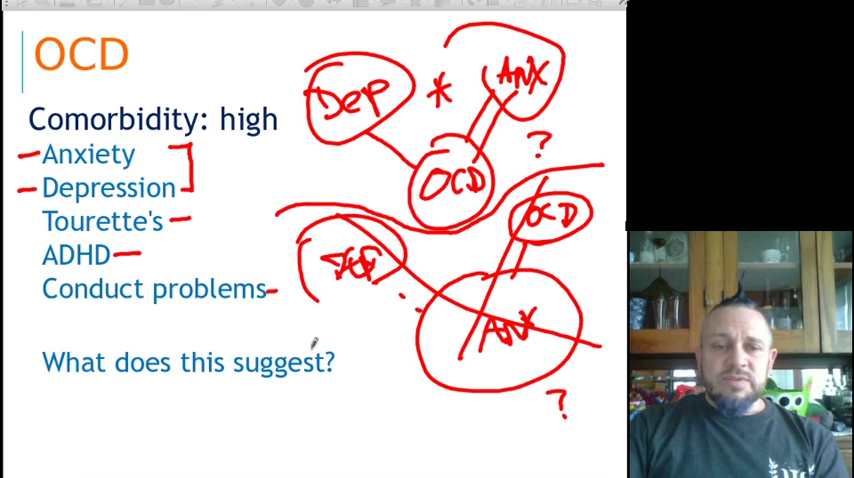 OCD
Comorbidity: high
Anxiety
Depression
Tourette's
ADHD
Conduct problems
What does this suggest?
Dep * ANX
OCD ?
OCD
ANX
?